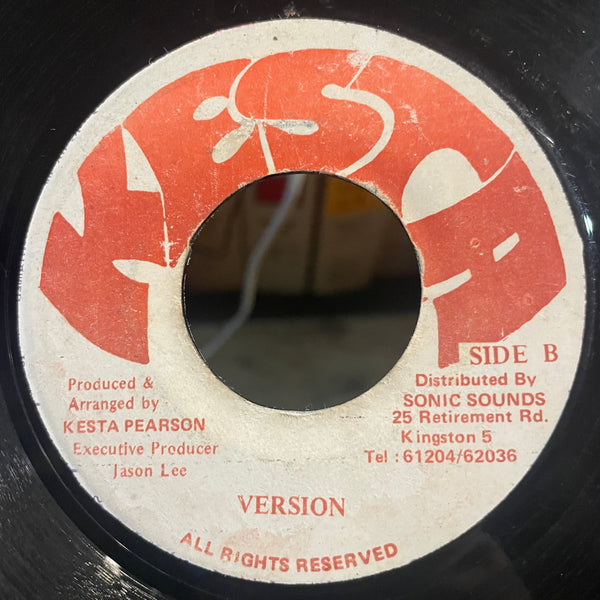 SIDE B
Produced &
Arranged by
KESTA PEARSON
Executive Producer
Jason Lee
Distributed By
SONIC SOUNDS
25 Retirement Rd.
Kingston 5
Tel : 61204/62036
VERSION
ALL RIGHTS RESERVED